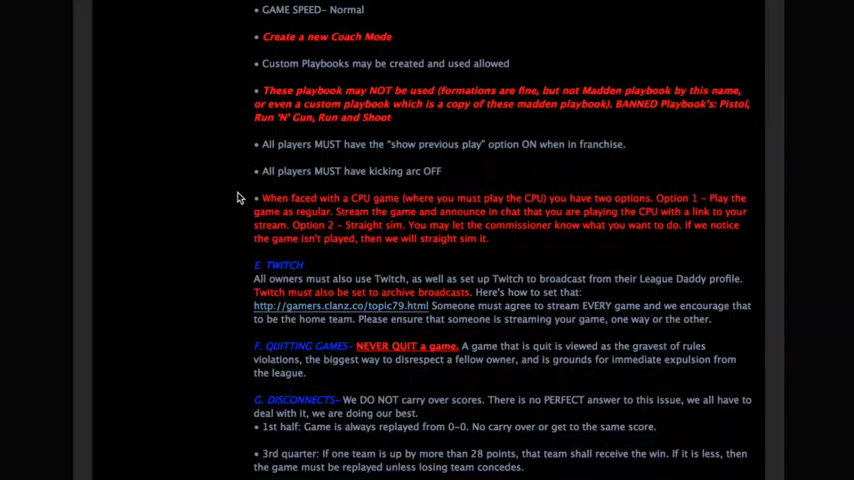 • GAME SPEED- Normal
• Create a new Coach Mode
• Custom Playbooks may be created and used allowed
• These playbook may NOT be used (formations are fine, but not Madden playbook by this name,
or even a custom playbook which is a copy of these madden playbook). BANNED Playbook's: Pistol,
Run 'N' Gun, Run and Shoot
• All players MUST have the "show previous play" option ON when in franchise.
• All players MUST have kicking arc OFF
• When faced with a CPU game (where you must play the CPU) you have two options. Option 1 - Play the
game as regular. Stream the game and announce in chat that you are playing the CPU with a link to your
stream. Option 2 - Straight sim. You may let the commissioner know what you want to do. If we notice
the game isn't played, then we will straight sim it.
E. TWITCH
All owners must also use Twitch, as well as set up Twitch to broadcast from their League Daddy profile.
Twitch must also be set to archive broadcasts. Here's how to set that:
http://gamers.clanz.co/topic79.html Someone must agree to stream EVERY game and we encourage that
to be the home team. Please ensure that someone is streaming your game, one way or the other.
F. QUITTING GAMES- NEVER QUIT a game. A game that is quit is viewed as the gravest of rules
violations, the biggest way to disrespect a fellow owner, and is grounds for immediate expulsion from
the league.
G. DISCONNECTS- We DO NOT carry over scores. There is no PERFECT answer to this issue, we all have to
deal with it, we are doing our best.
• 1st half: Game is always replayed from 0-0. No carry over or get to the same score.
• 3rd quarter: If one team is up by more than 28 points, that team shall receive the win. If it is less, then
the game must be replayed unless losing team concedes.